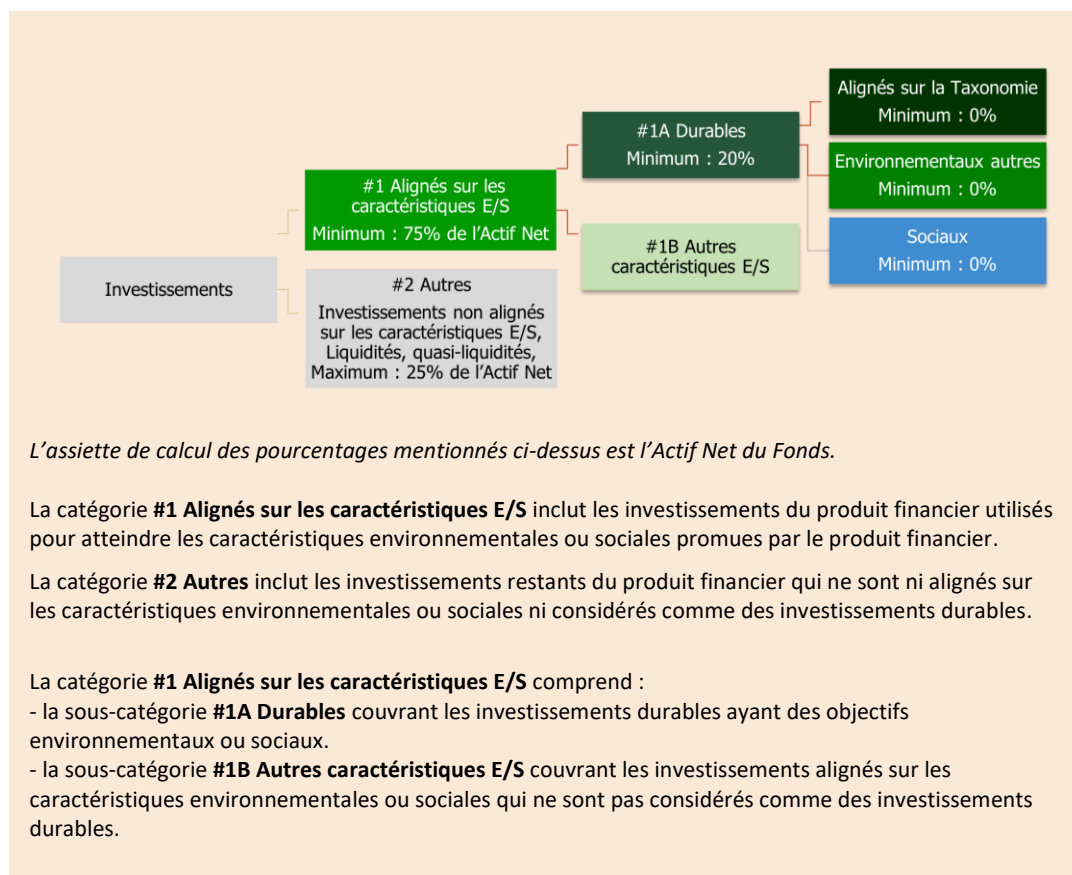 Alignés sur la Taxonomie
Minimum : 0%
#1A Durables
Minimum : 20%
Environnementaux autres
Minimum : 0%
#1 Alignés sur les
caractéristiques E/S
Minimum : 75% de l'Actif Net
#1B Autres
caractéristiques E/S
Sociaux
Minimum : 0%
Investissements
#2 Autres
Investissements non alignés
sur les caractéristiques E/S,
Liquidités, quasi-liquidités,
Maximum : 25% de l'Actif Net
L'assiette de calcul des pourcentages mentionnés ci-dessus est l'Actif Net du Fonds.
La catégorie #1 Alignés sur les caractéristiques E/S inclut les investissements du produit financier utilisés
pour atteindre les caractéristiques environnementales ou sociales promues par le produit financier.
La catégorie #2 Autres inclut les investissements restants du produit financier qui ne sont ni alignés sur
les caractéristiques environnementales ou sociales ni considérés comme des investissements durables.
La catégorie #1 Alignés sur les caractéristiques E/S comprend :
- la sous-catégorie #1A Durables couvrant les investissements durables ayant des objectifs
environnementaux ou sociaux.
- la sous-catégorie #1B Autres caractéristiques E/S couvrant les investissements alignés sur les
caractéristiques environnementales ou sociales qui ne sont pas considérés comme des investissements
durables.